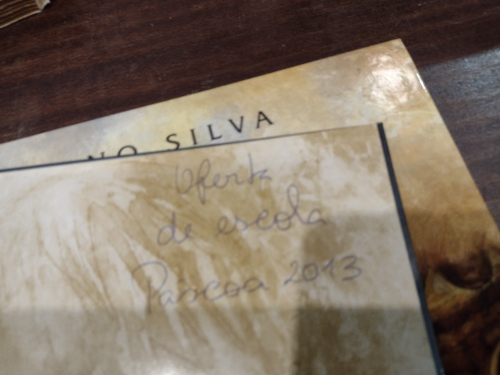 NO SILVA
Oferta
de escola
Páscoa 2013